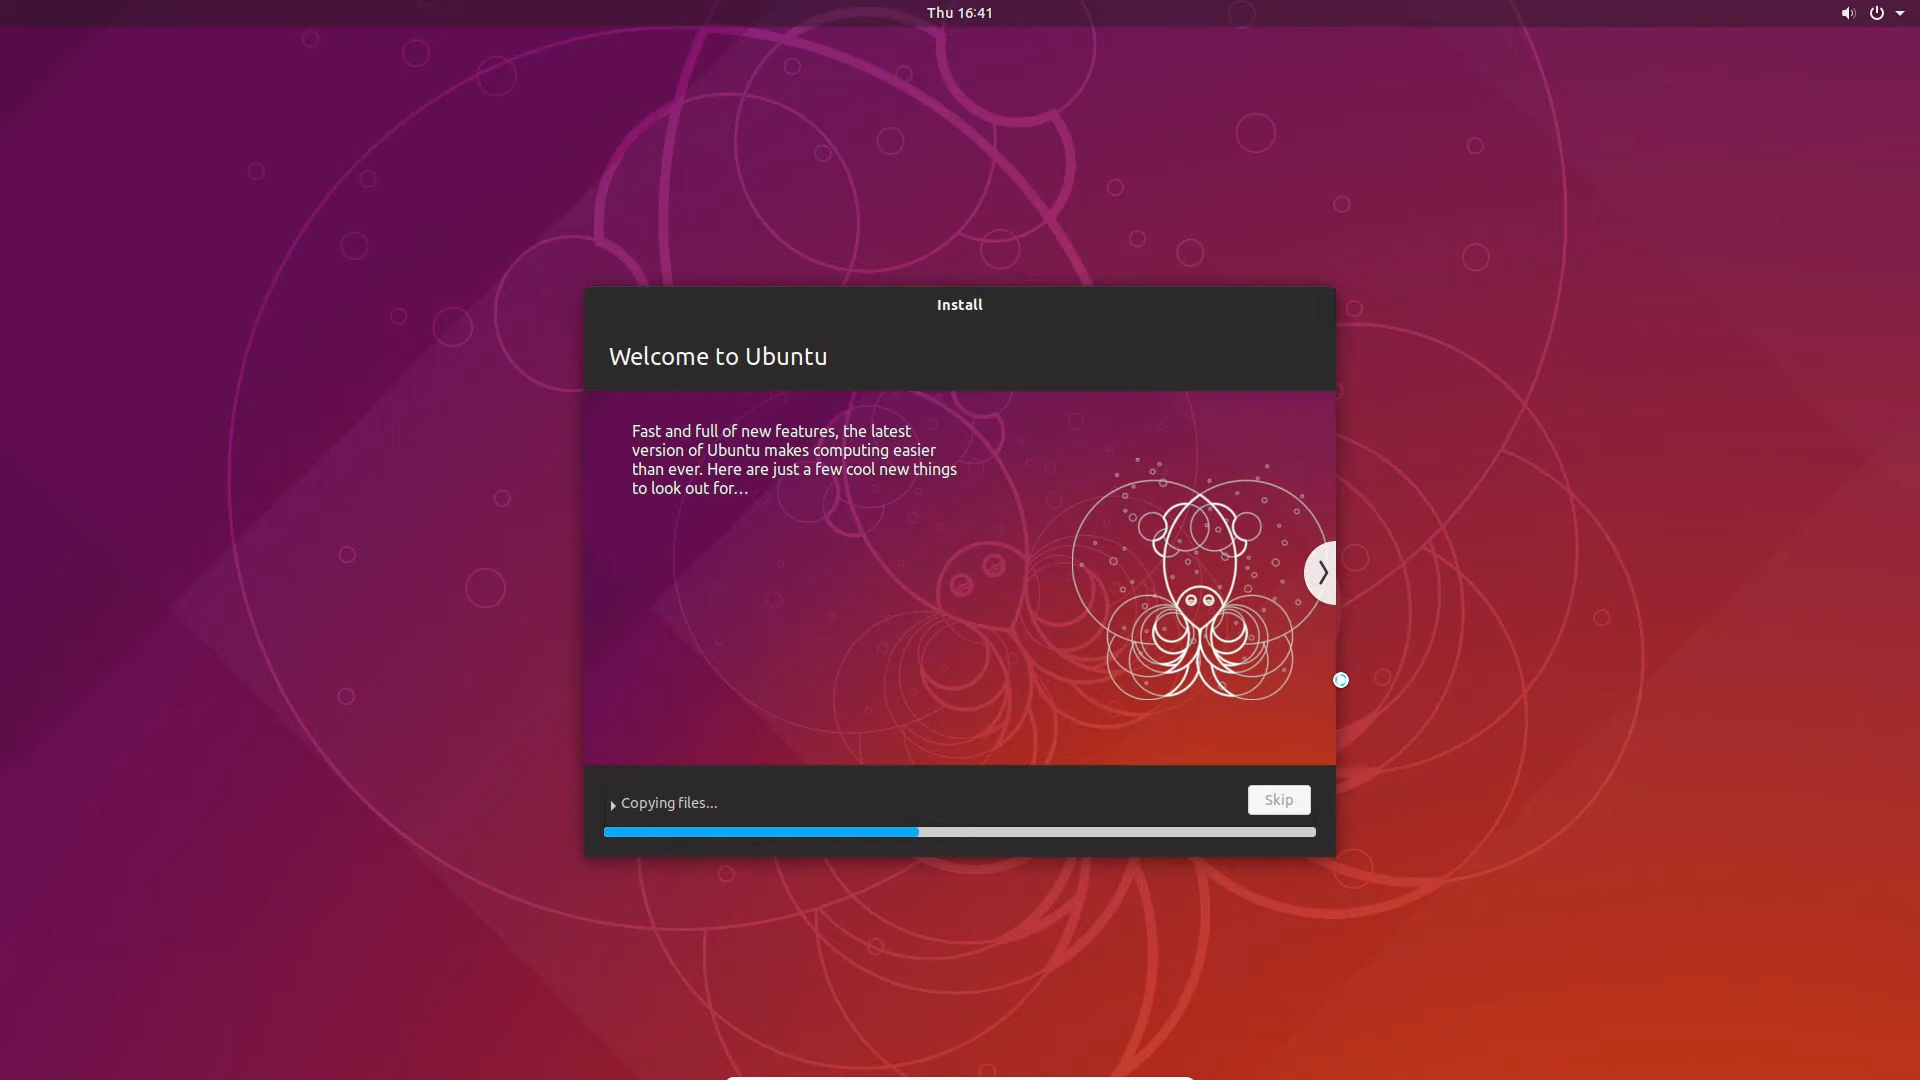 Thu 16:41
Install
Welcome to Ubuntu
Fast and full of new features, the latest
version of Ubuntu makes computing easier
than ever. Here are just a few cool new things
to look out for…
Copying files...
Skip